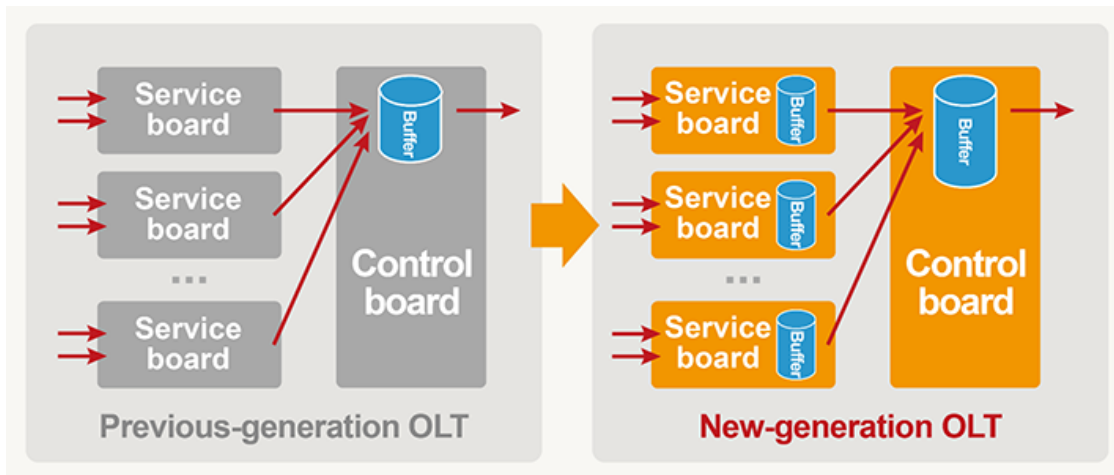 Service
board
Buffer
Service
board
...
Service
board
Control
board
Previous-generation OLT
Service
board
Buffer
Buffer
Service
board
Buffer
...
Service
board
Buffer
Control
board
New-generation OLT